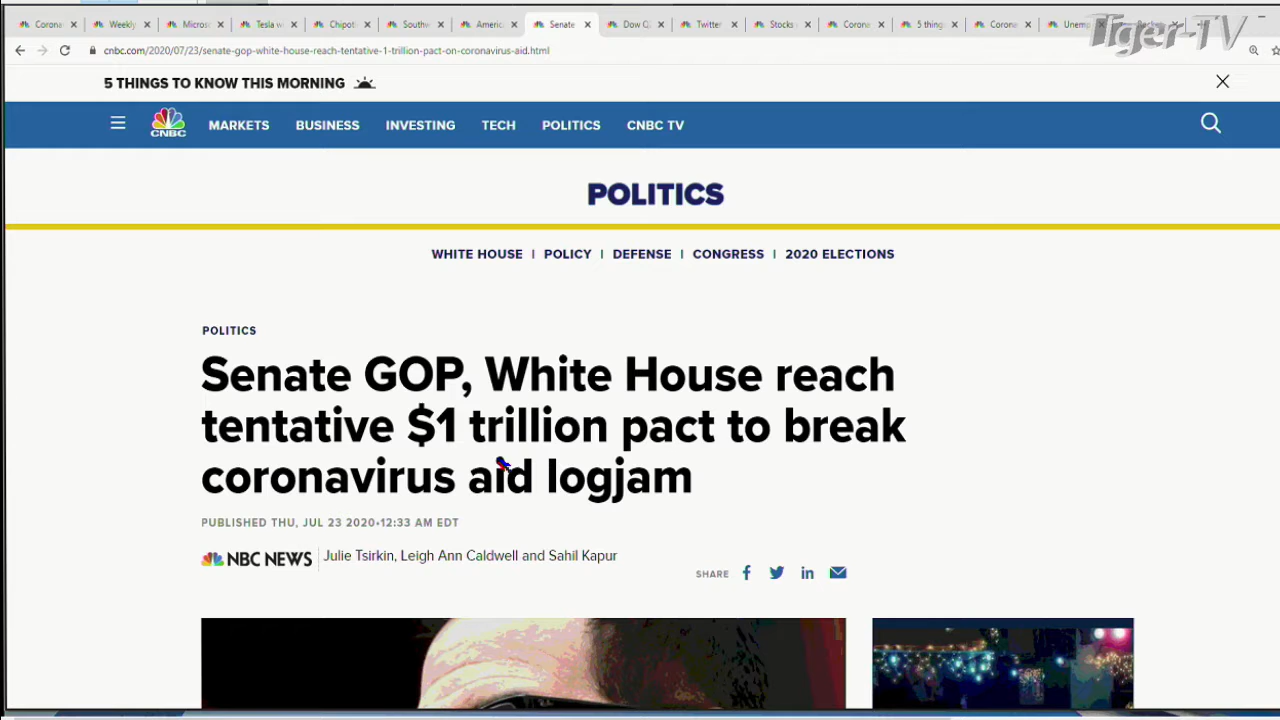 Corona
Weekly
Micros
Tesla w
Chipot
Southw
Americ
Senate
Dow
Twitter
Stocks
Corona
5 thing
Corona
Unem
Tiger-TV
cnbc.com/2020/07/23/senate-gop-white-house-reach-tentative-1-trillion-pact-on-coronavirus-aid.html
5 THINGS TO KNOW THIS MORNING
CNBC
MARKETS BUSINESS INVESTING TECH POLITICS CNBC TV
POLITICS
WHITE HOUSE | POLICY | DEFENSE | CONGRESS | 2020 ELECTIONS
POLITICS
Senate GOP, White House reach
tentative $1 trillion pact to break
coronavirus aid logjam
PUBLISHED THU, JUL 23 2020•12:33 AM EDT
NBC NEWS Julie Tsirkin, Leigh Ann Caldwell and Sahil Kapur
SHARE